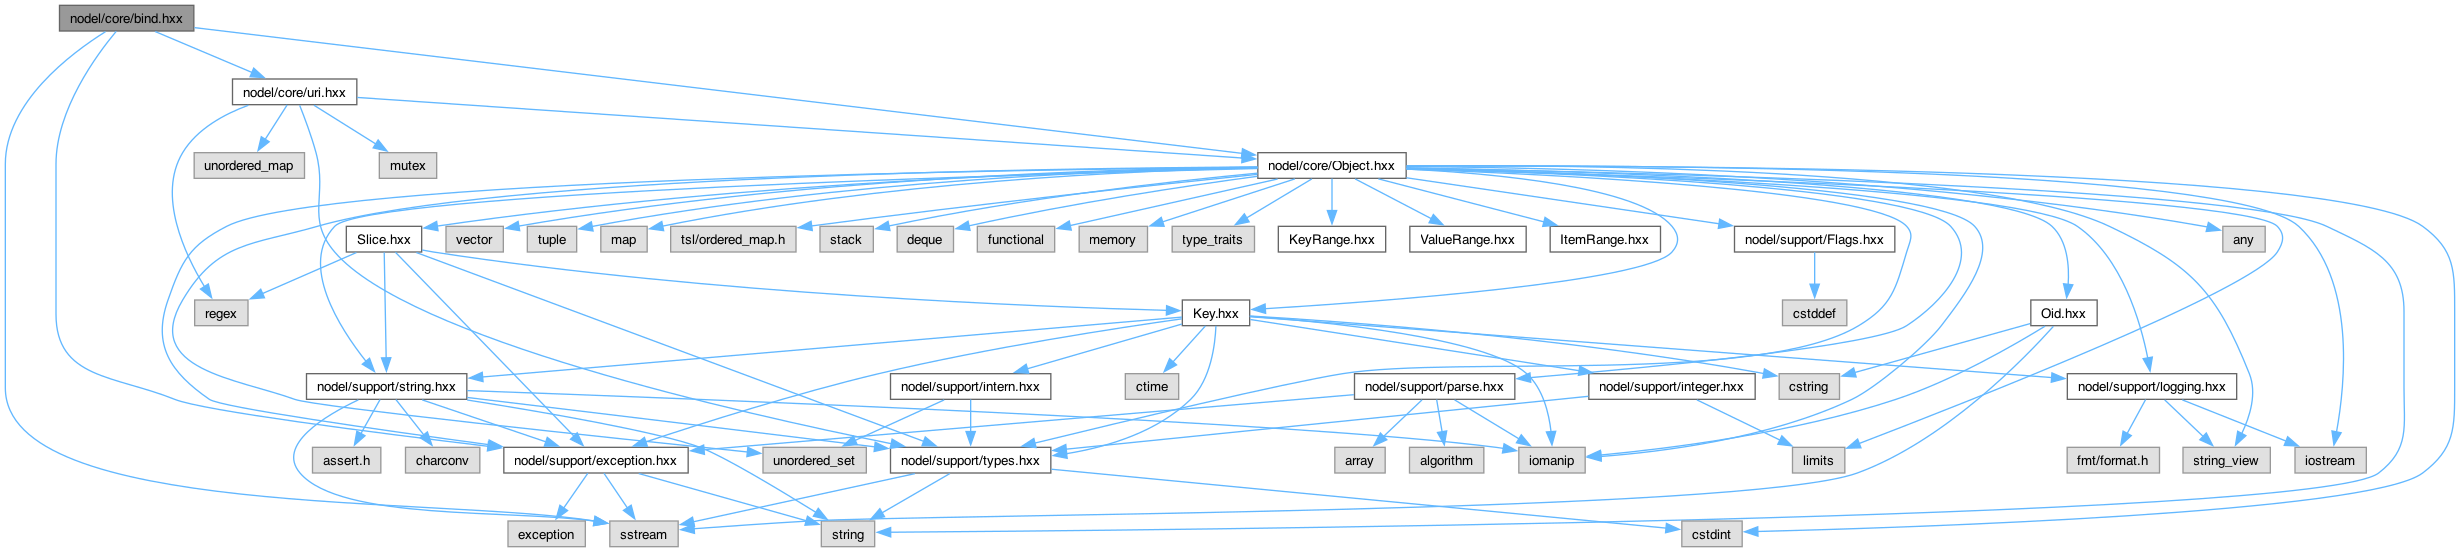 nodel/core/bind.hxx
nodel/core/uri.hxx
unordered_map
mutex
nodel/core/Object.hxx
Slice.hxx
vector
tuple
map
tsl/ordered_map.h
stack
deque
functional
memory
type_traits
KeyRange.hxx
ValueRange.hxx
ItemRange.hxx
nodel/support/Flags.hxx
any
regex
Key.hxx
cstddef
Oid.hxx
nodel/support/string.hxx
nodel/support/intern.hxx
ctime
nodel/support/parse.hxx
nodel/support/integer.hxx
cstring
nodel/support/logging.hxx
assert.h
charconv
nodel/support/exception.hxx
unordered_set
nodel/support/types.hxx
array
algorithm
iomanip
limits
fmt/format.h
string_view
iostream
exception
sstream
string
cstdint